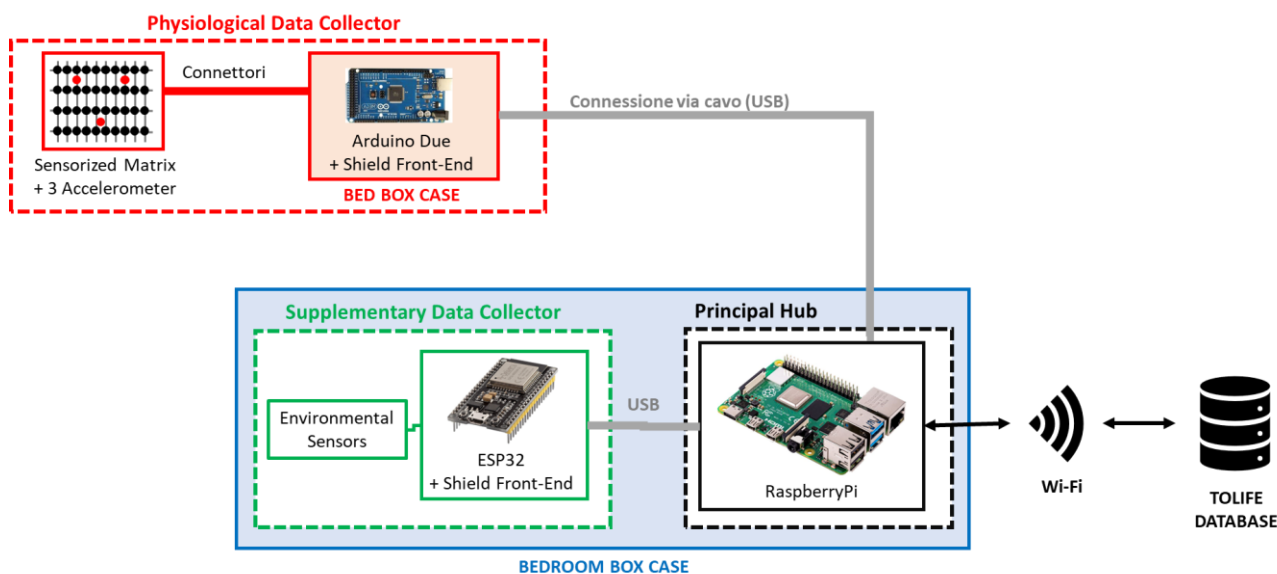 Physiological Data Collector
Connettori
Connessione via cavo (USB)
Sensorized Matrix
+ 3 Accelerometer
Arduino Due
+ Shield Front-End
BED BOX CASE
Supplementary Data Collector
Principal Hub
Environmental
Sensors
USB
ESP32
+ Shield Front-End
RaspberryPi
Wi-Fi
TOLIFE
DATABASE
BEDROOM BOX CASE